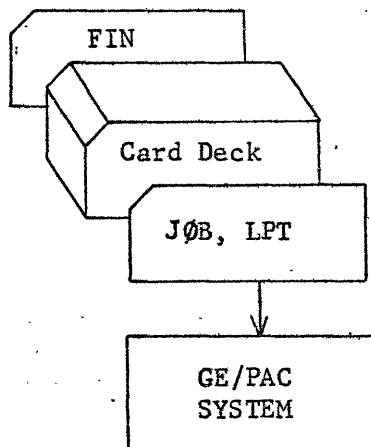 FIN
Card Deck
JØB, LPT
GE/PAC
SYSTEM